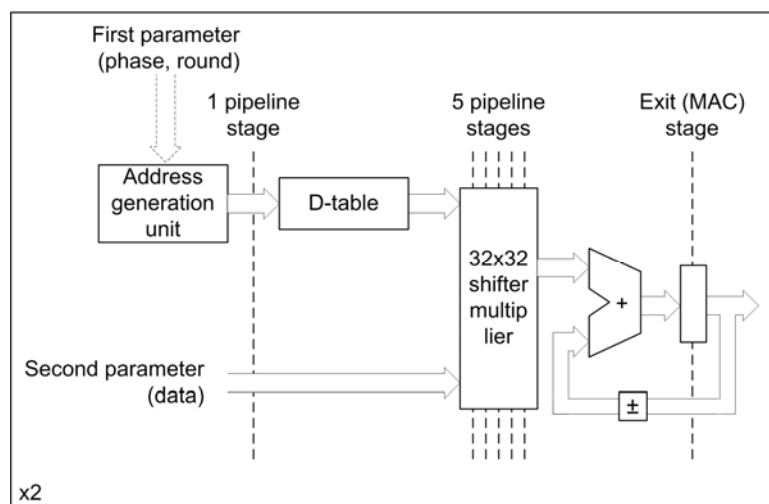 First parameter
(phase, round)
1 pipeline
stage
5 pipeline
stages
Exit (MAC)
stage
Address
generation
unit
D-table
32x32
shifter
multip
lier
+
Second parameter
(data)
±
x2